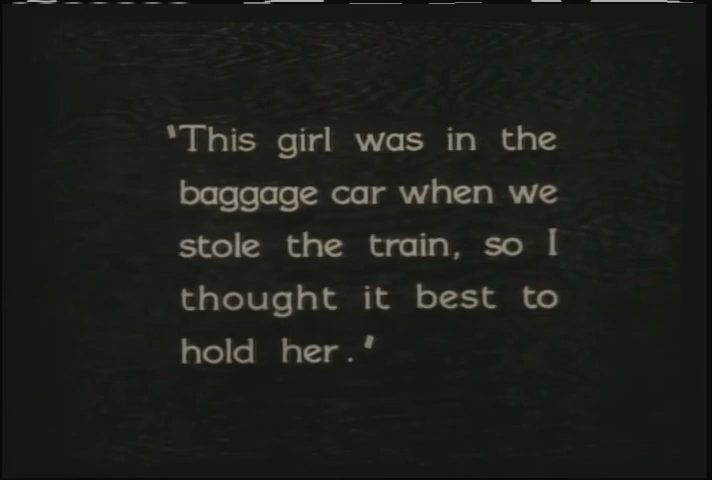 "This girl was in the
baggage car when we
stole the train, so I
thought it best to
hold her."